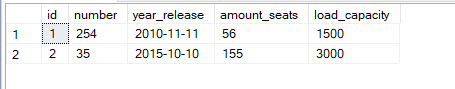 id number year_release amount_seats load_capacity
1 1 254 2010-11-11 56 1500
2 2 35 2015-10-10 155 3000